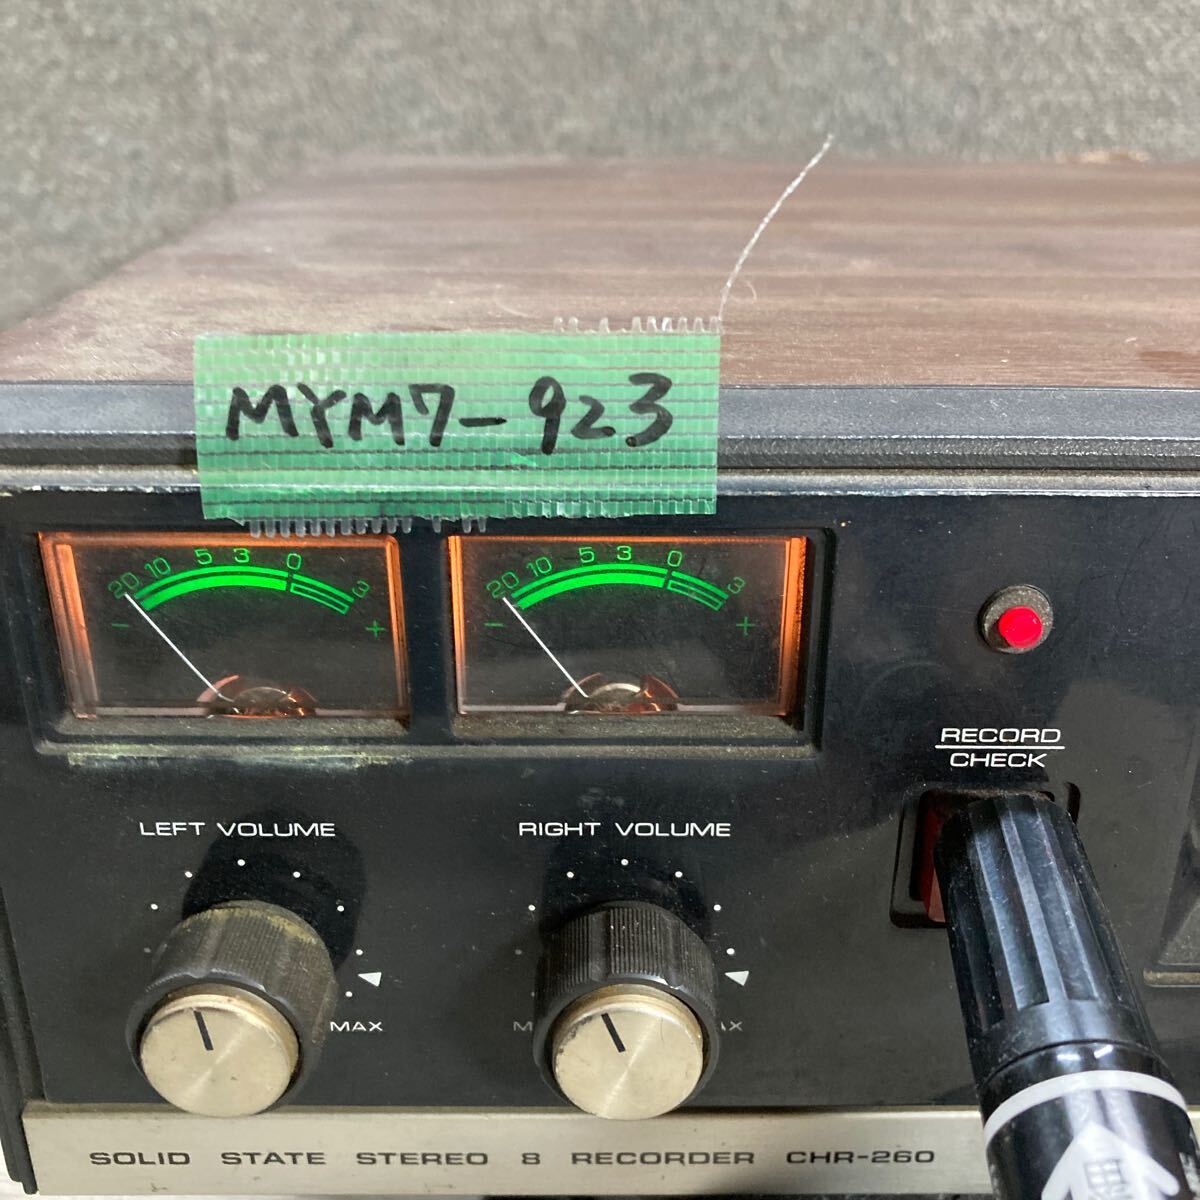 MYM7-923
20 10 5 3 0 3
- +
20 10 5 3 0 3
- +
RECORD
CHECK
LEFT VOLUME
RIGHT VOLUME
MAX
SOLID STATE STEREO 8 RECORDER CHR-260